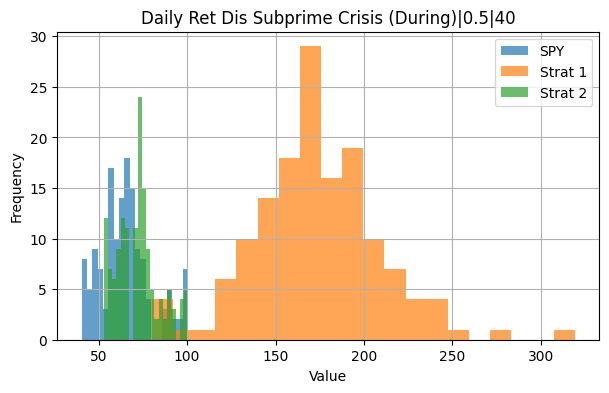 Daily Ret Dis Subprime Crisis (During)|0.5|40
SPY
Strat 1
Strat 2
Frequency
30
25
20
15
10
5
0
50
100
150
200
250
300
Value